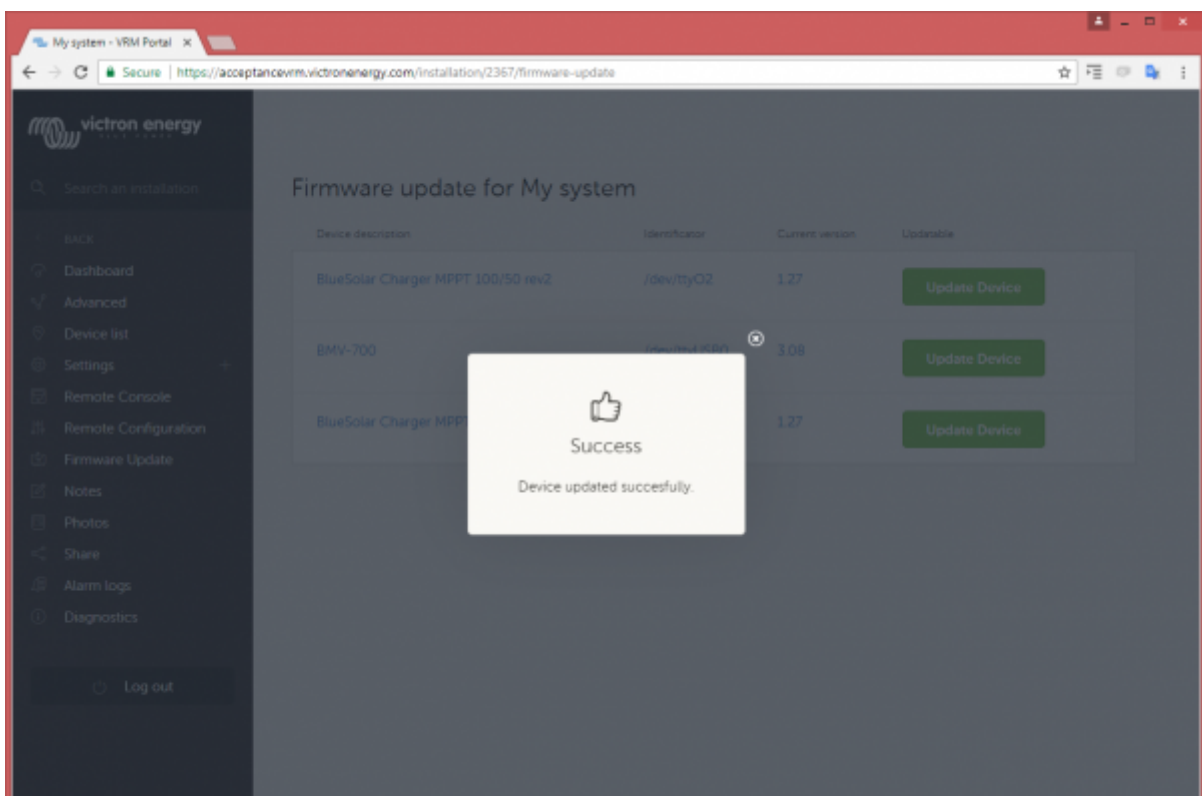 My system - VRM Portal
Secure https://acceptancevrm.victronenergy.com/installation/2367/firmware-update
victron energy
Search an installation
Firmware update for My system
BACK
Device description Identificator Current version Updatable
Dashboard
BlueSolar Charger MPPT 100/50 rev2 /dev/ttyO2 1.27 Update Device
Advanced
Device list
BMV-700 3.08 Update Device
Settings
Remote Console
Remote Configuration
BlueSolar Charger MPPT 1.27 Update Device
Firmware Update
Notes
Photos
Share
Alarm logs
Diagnostics
Log out
Success
Device updated succesfully.